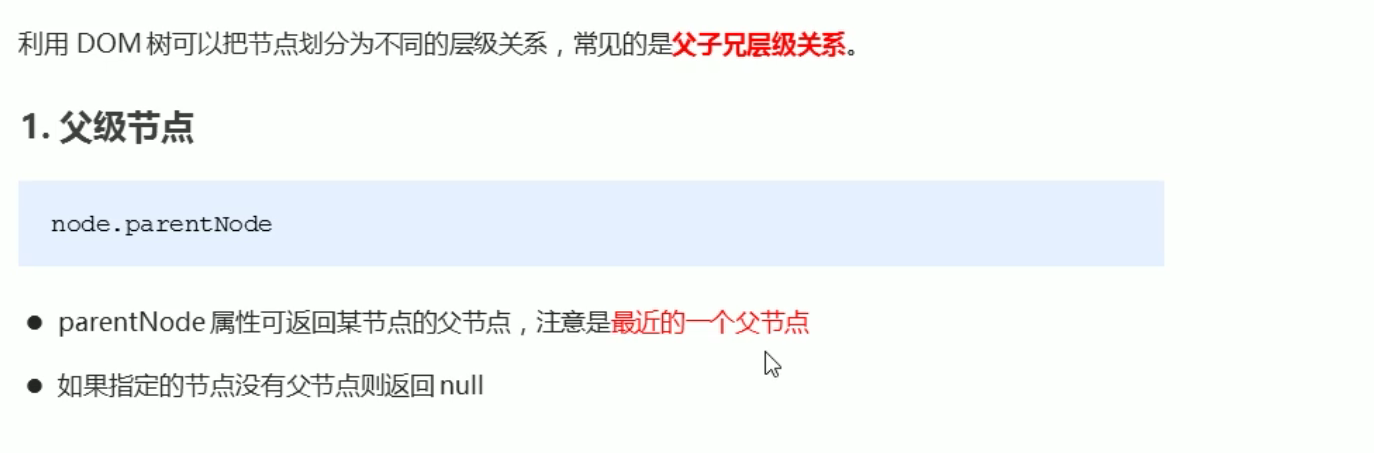 利用 DOM 树可以把节点划分为不同的层级关系，常见的是父子兄层级关系。
1. 父级节点
node.parentNode
● parentNode 属性可返回某节点的父节点，注意是最近的一个父节点
● 如果指定的节点没有父节点则返回 null